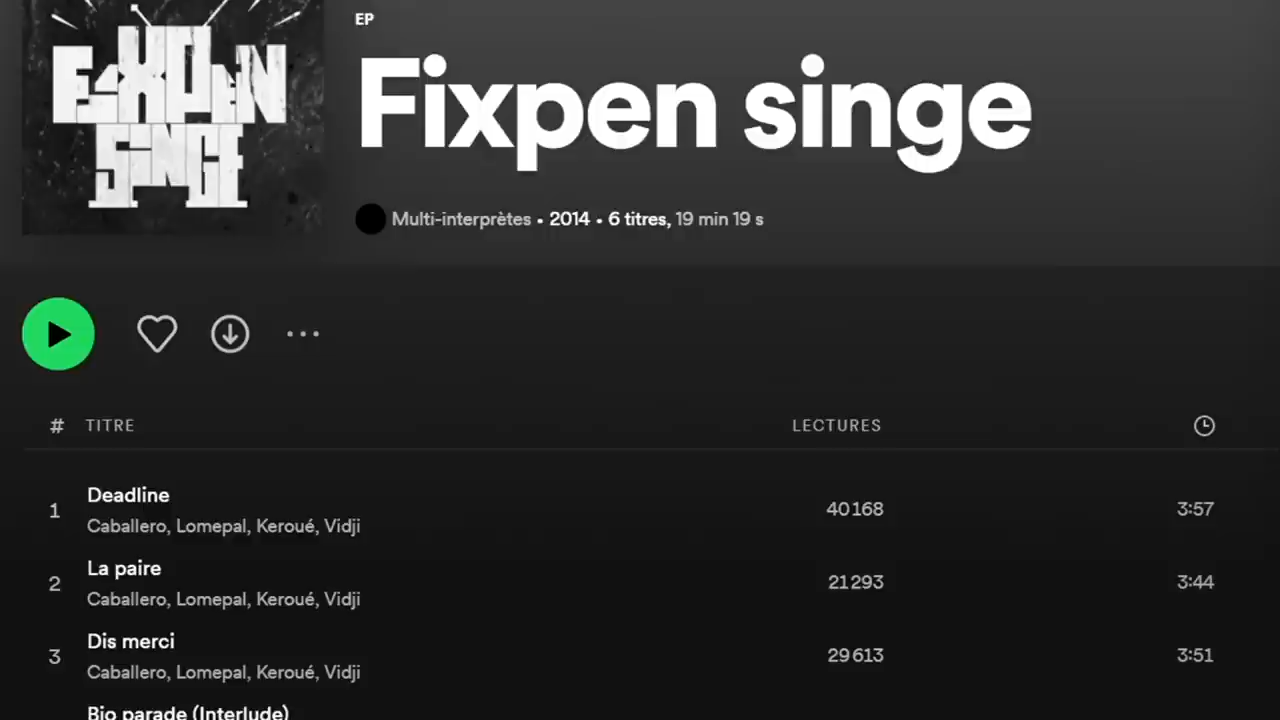 FixpEN
SiNGE
EP
Fixpen singe
Multi-interprètes • 2014 • 6 titres, 19 min 19 s
# TITRE LECTURES
1 Deadline 40 168 3:57
Caballero, Lomepal, Keroué, Vidji
2 La paire 21 293 3:44
Caballero, Lomepal, Keroué, Vidji
3 Dis merci 29 613 3:51
Caballero, Lomepal, Keroué, Vidji
Bio parade (Interlude)